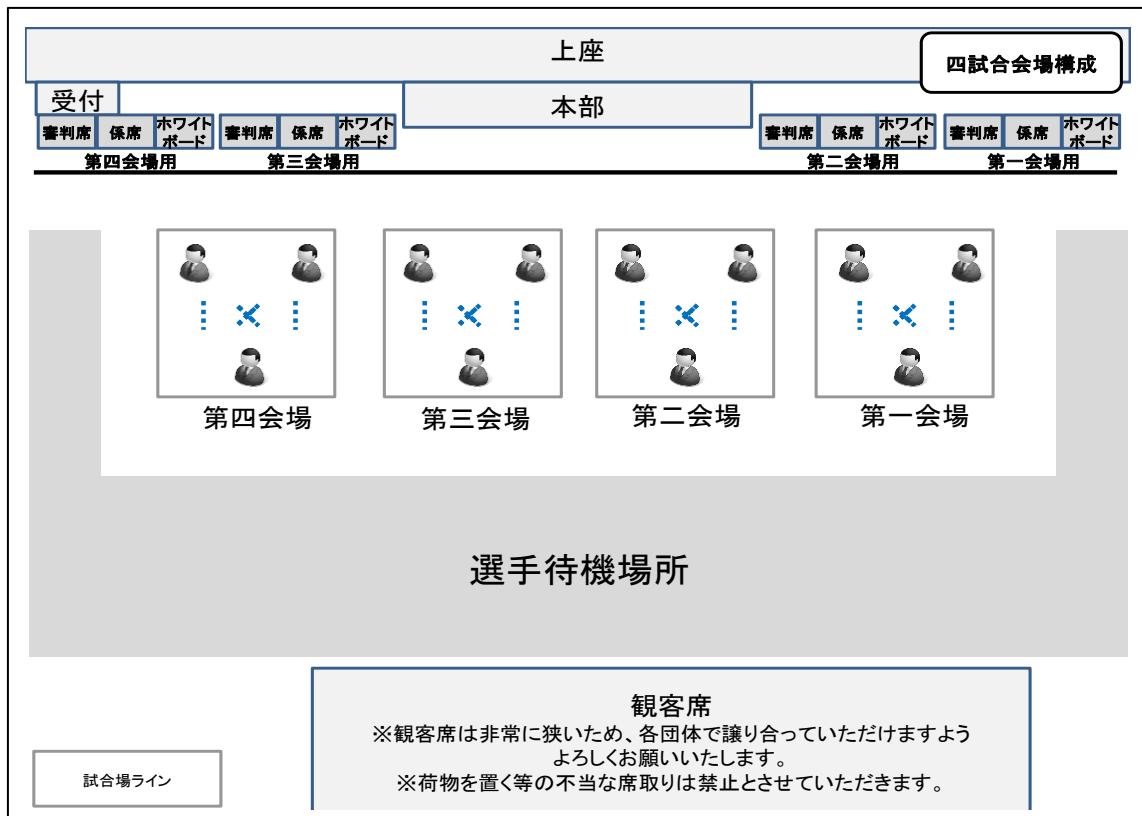 上座
四試合会場構成
受付
本部
審判席 係席 ホワイト
ボード
審判席 係席 ホワイト
ボード
審判席 係席 ホワイト
ボード
審判席 係席 ホワイト
ボード
第四会場用
第三会場用
第二会場用
第一会場用
第四会場
第三会場
第二会場
第一会場
選手待機場所
観客席
※観客席は非常に狭いため、各団体で譲り合っていただけますよう
よろしくお願いいたします。
※荷物を置く等の不当な席取りは禁止とさせていただきます。
試合場ライン